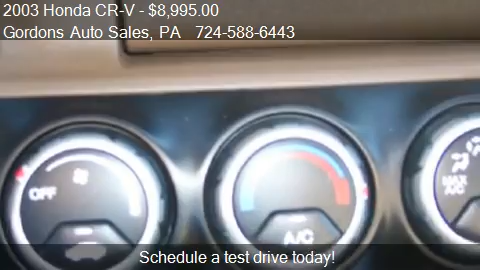 2003 Honda CR-V - $8,995.00
Gordons Auto Sales, PA 724-588-6443
OFF
A/C
MAX
A/C
Schedule a test drive today!